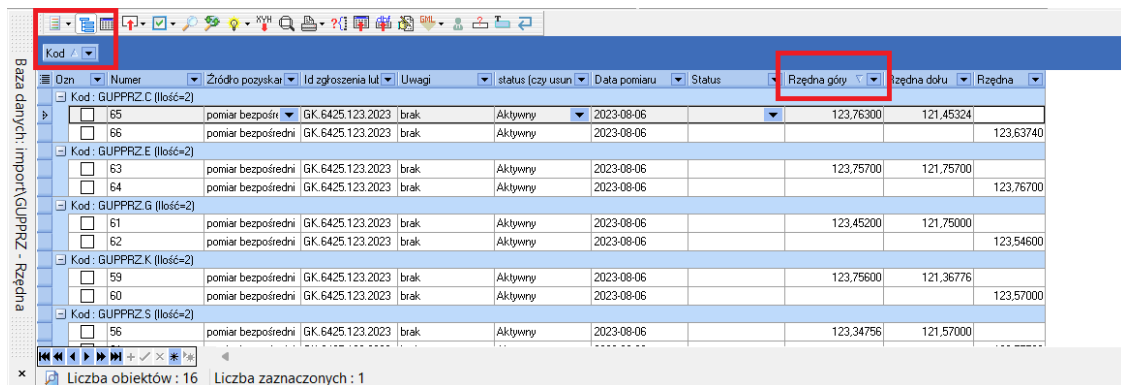 XYH ?{} GML
Kod
Baza danych: import\GUPPRZ - Rzędna
Ozn Numer Źródło pozyskar Id zgłoszenia lut Uwagi status (czy usun Data pomiaru Status Rzędna góry Rzędna dołu Rzędna
Kod : GUPPRZ.C (Ilość=2)
65 pomiar bezpośre GK.6425.123.2023 brak Aktywny 2023-08-06 123,76300 121,45324
66 pomiar bezpośredni GK.6425.123.2023 brak Aktywny 2023-08-06 123,63740
Kod : GUPPRZ.E (Ilość=2)
63 pomiar bezpośredni GK.6425.123.2023 brak Aktywny 2023-08-06 123,75700 121,75700
64 pomiar bezpośredni GK.6425.123.2023 brak Aktywny 2023-08-06 123,76700
Kod : GUPPRZ.G (Ilość=2)
61 pomiar bezpośredni GK.6425.123.2023 brak Aktywny 2023-08-06 123,45200 121,75000
62 pomiar bezpośredni GK.6425.123.2023 brak Aktywny 2023-08-06 123,54600
Kod : GUPPRZ.K (Ilość=2)
59 pomiar bezpośredni GK.6425.123.2023 brak Aktywny 2023-08-06 123,75600 121,36776
60 pomiar bezpośredni GK.6425.123.2023 brak Aktywny 2023-08-06 123,57000
Kod : GUPPRZ.S (Ilość=2)
56 pomiar bezpośredni GK.6425.123.2023 brak Aktywny 2023-08-06 123,34756 121,57000
Liczba obiektów : 16 Liczba zaznaczonych : 1